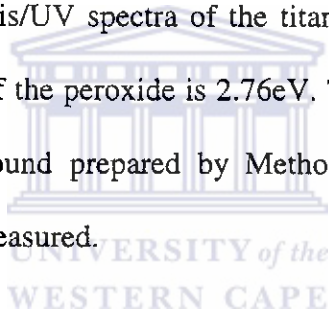 is/UV spectra of the titan
f the peroxide is 2.76eV.
ound prepared by Metho
easured.
UNIVERSITY of the
WESTERN CAPE